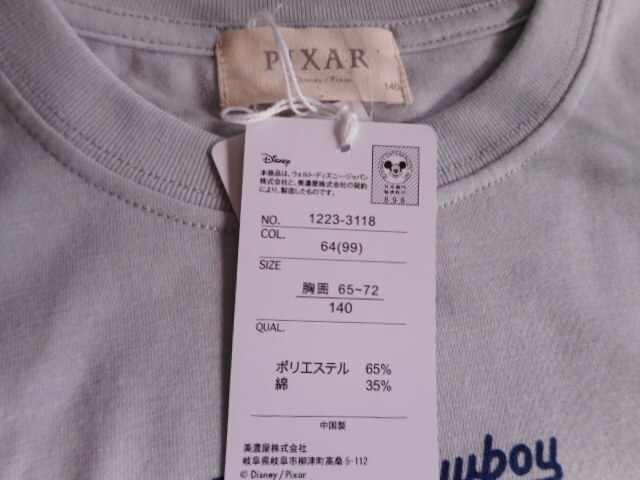 PIXAR
© Disney / Pixar
140
Disney
本商品は、ウォルト・ディズニー・ジャパン
株式会社と、美濃屋株式会社の契約
により、製造したものです。
NO. 1223-3118
COL. 64(99)
SIZE
胸囲 65~72
140
QUAL.
ポリエステル 65%
綿 35%
中国製
美濃屋株式会社
岐阜県岐阜市柳津町高桑5-112
© Disney / Pixar
wboy